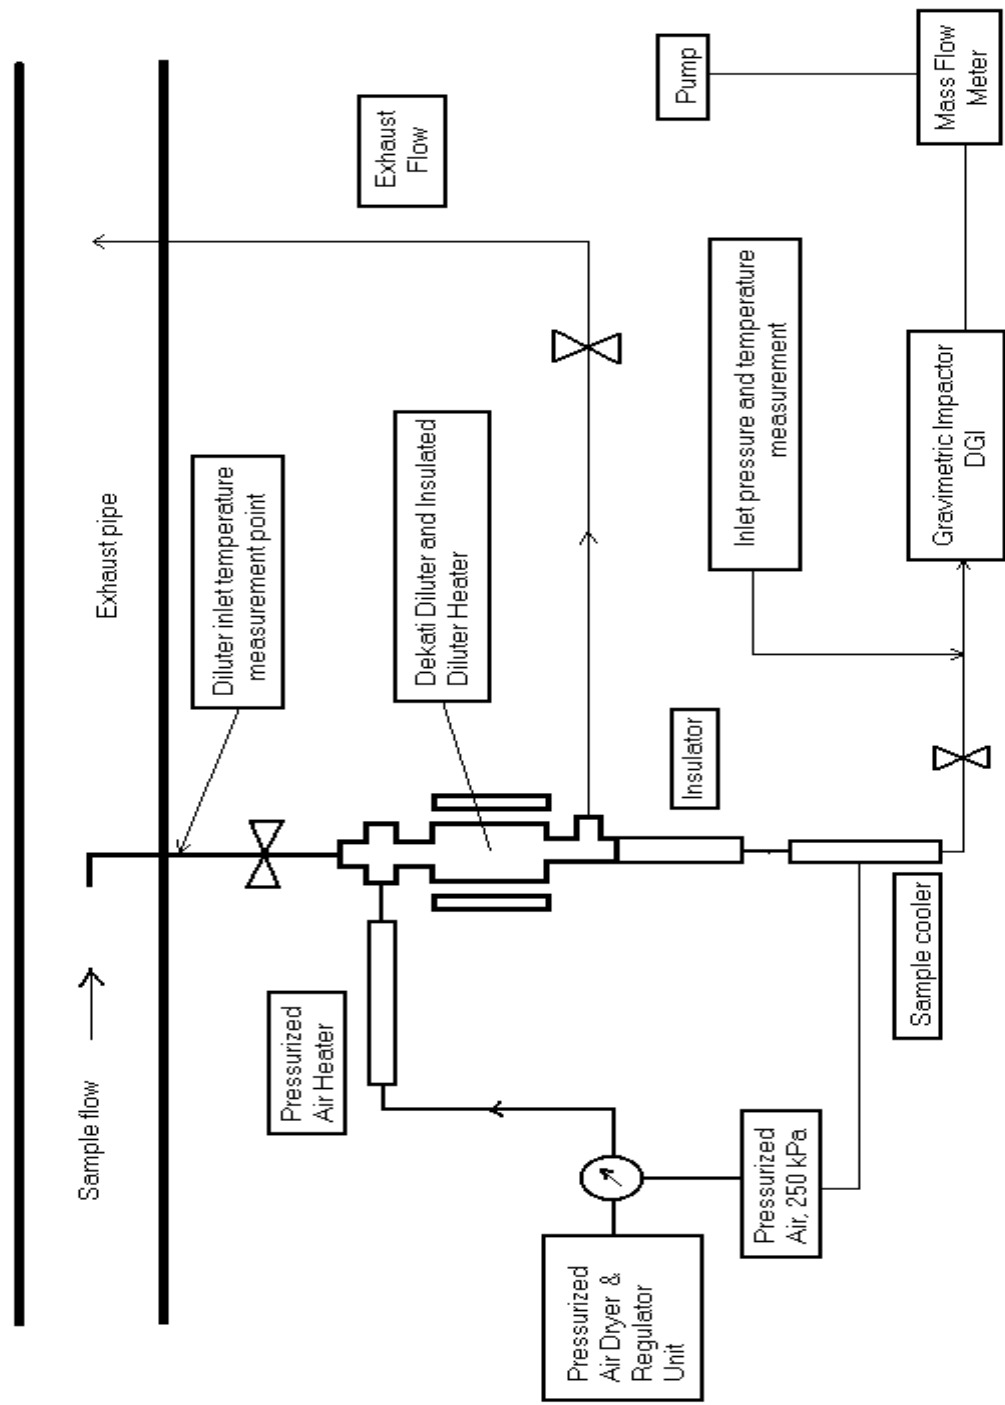 Exhaust pipe
Sample flow
Diluter inlet temperature
measurement point
Exhaust
Flow
Pressurized
Air Heater
Dekati Diluter and Insulated
Diluter Heater
Pressurized
Air Dryer &
Regulator
Unit
Pressurized
Air, 250 kPa
Insulator
Inlet pressure and temperature
measurement
Pump
Sample cooler
Gravimetric Impactor
DGI
Mass Flow
Meter